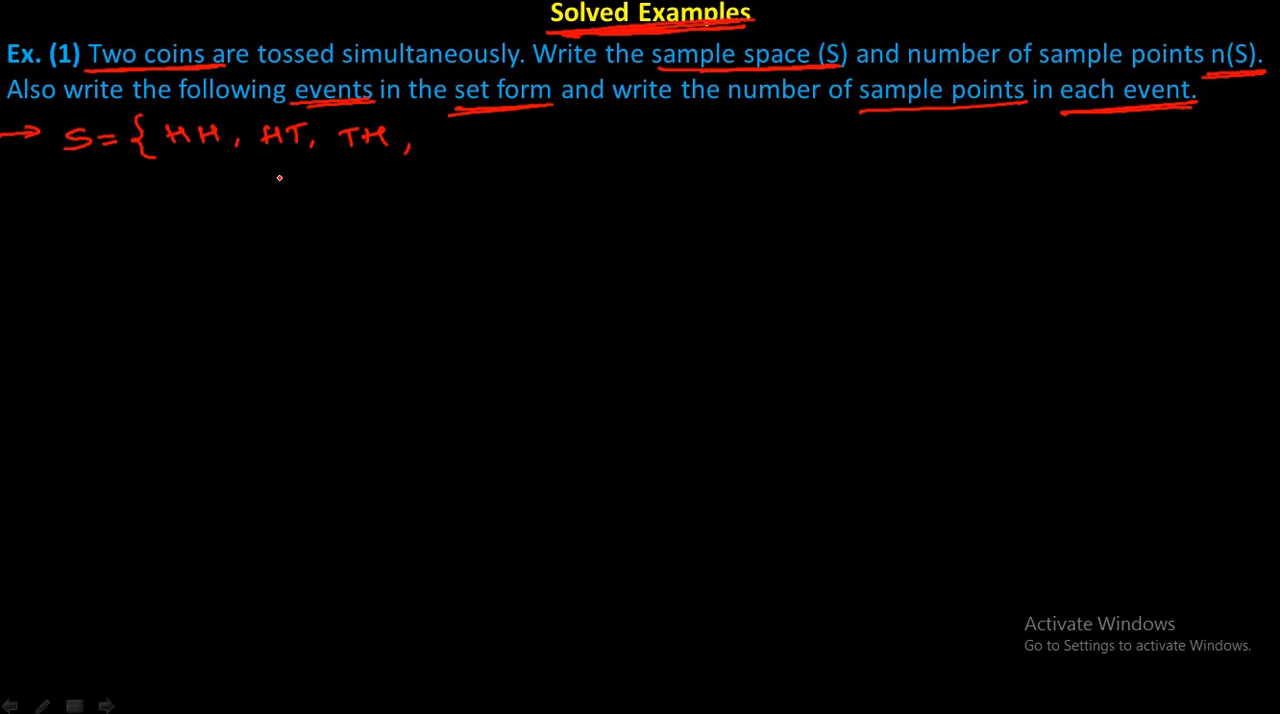 Solved Examples
Ex. (1) Two coins are tossed simultaneously. Write the sample space (S) and number of sample points n(S).
Also write the following events in the set form and write the number of sample points in each event.
→ S = { HH, HT, TH,
Activate Windows
Go to Settings to activate Windows.